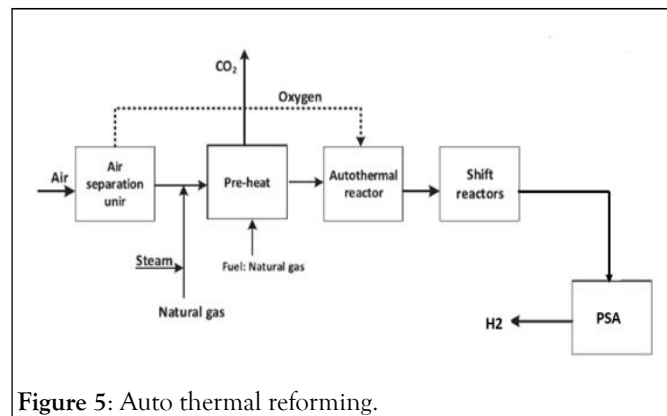 CO₂
Oxygen
Air
Air
separation
unir
Pre-heat
Autothermal
reactor
Shift
reactors
Steam
Fuel: Natural gas
Natural gas
H2
PSA
Figure 5: Auto thermal reforming.